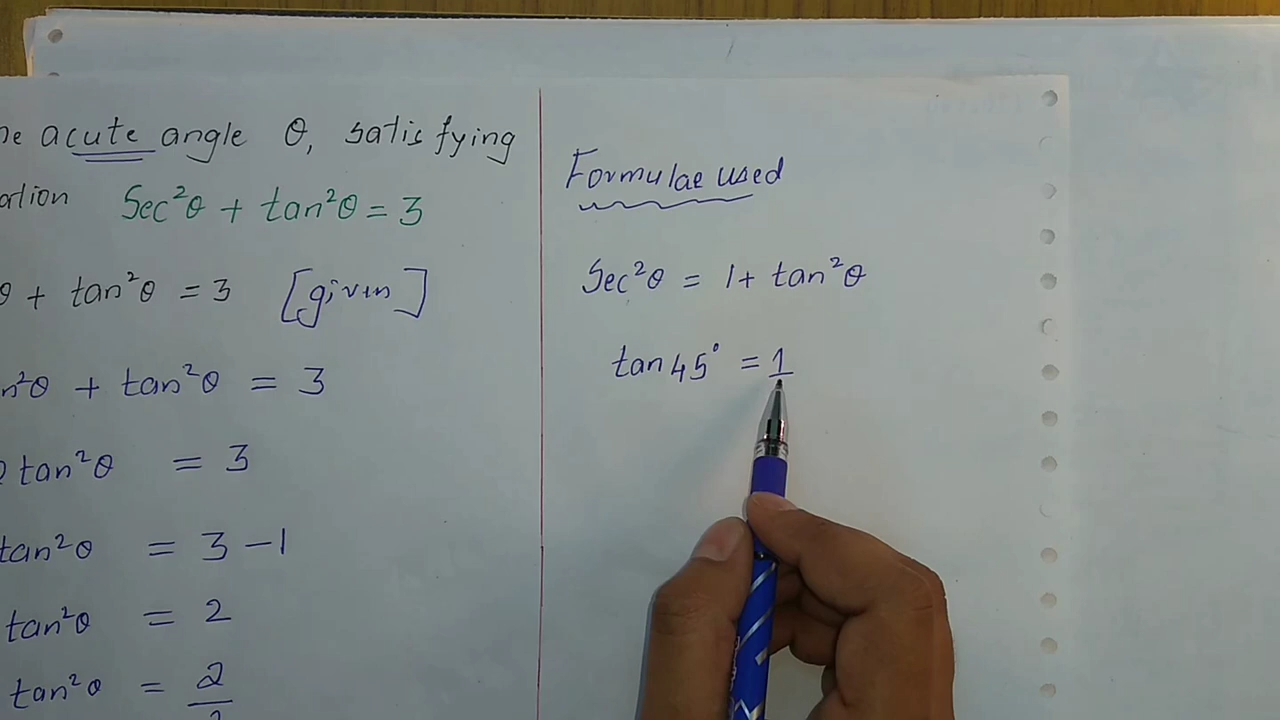 acute angle θ, satisfying
Sec²θ + tan²θ = 3
θ + tan²θ = 3 [given]
n²θ + tan²θ = 3
tan²θ = 3
tan²θ = 3 - 1
tan²θ = 2
tan²θ = 2
Formulae used
Sec²θ = 1 + tan²θ
tan 45° = 1